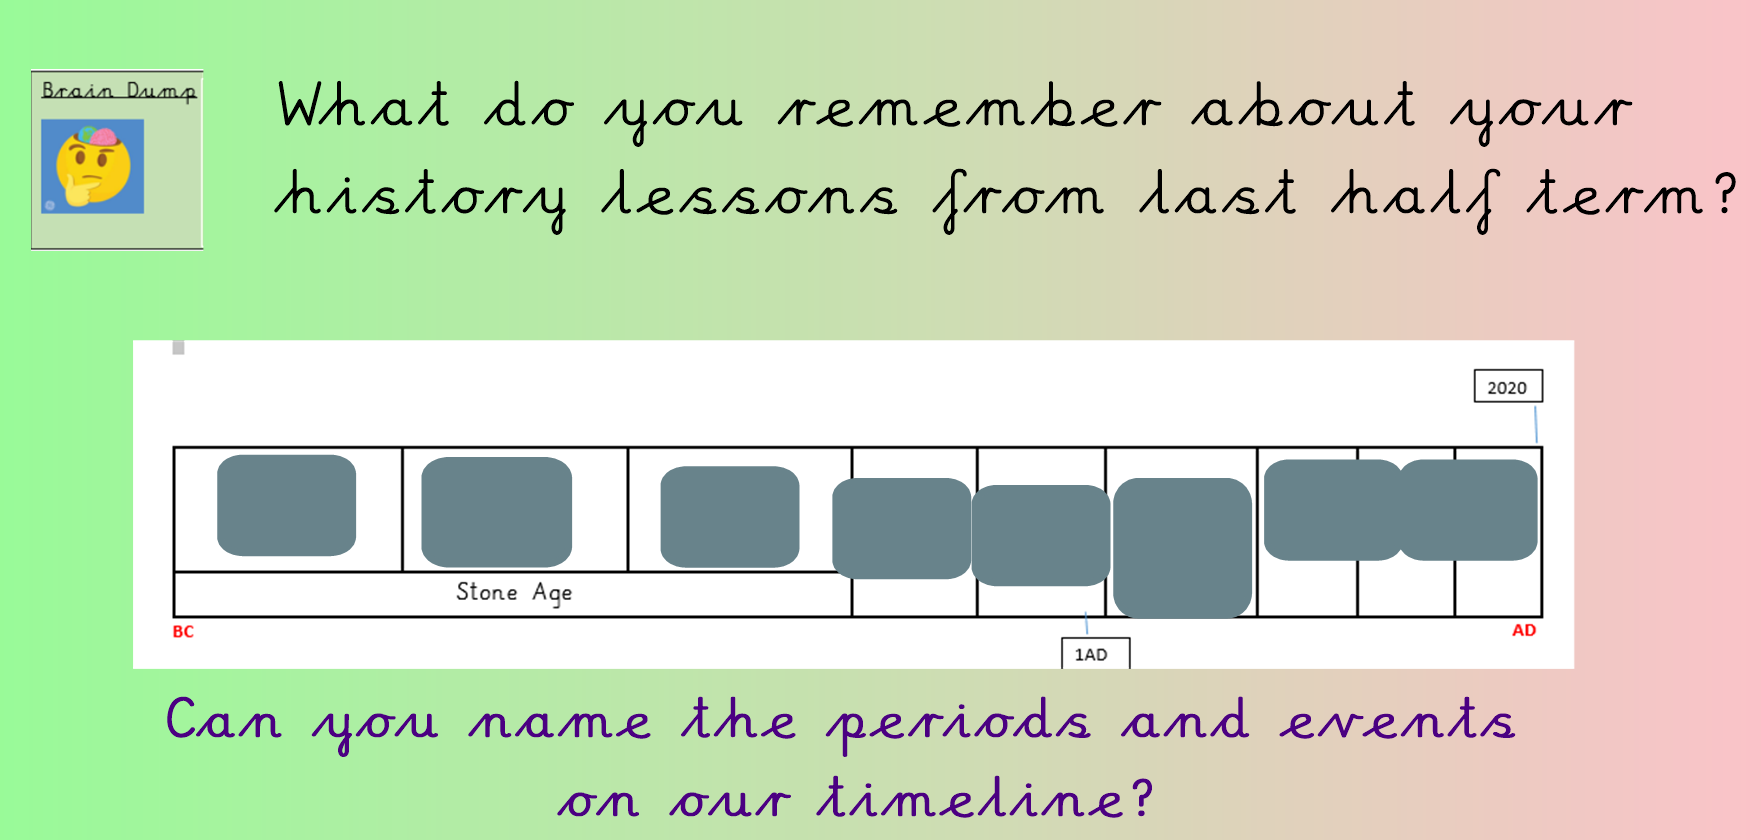 Brain Dump
What do you remember about your
history lessons from last half term?
2020
Stone Age
BC
AD
1AD
Can you name the periods and events
on our timeline?